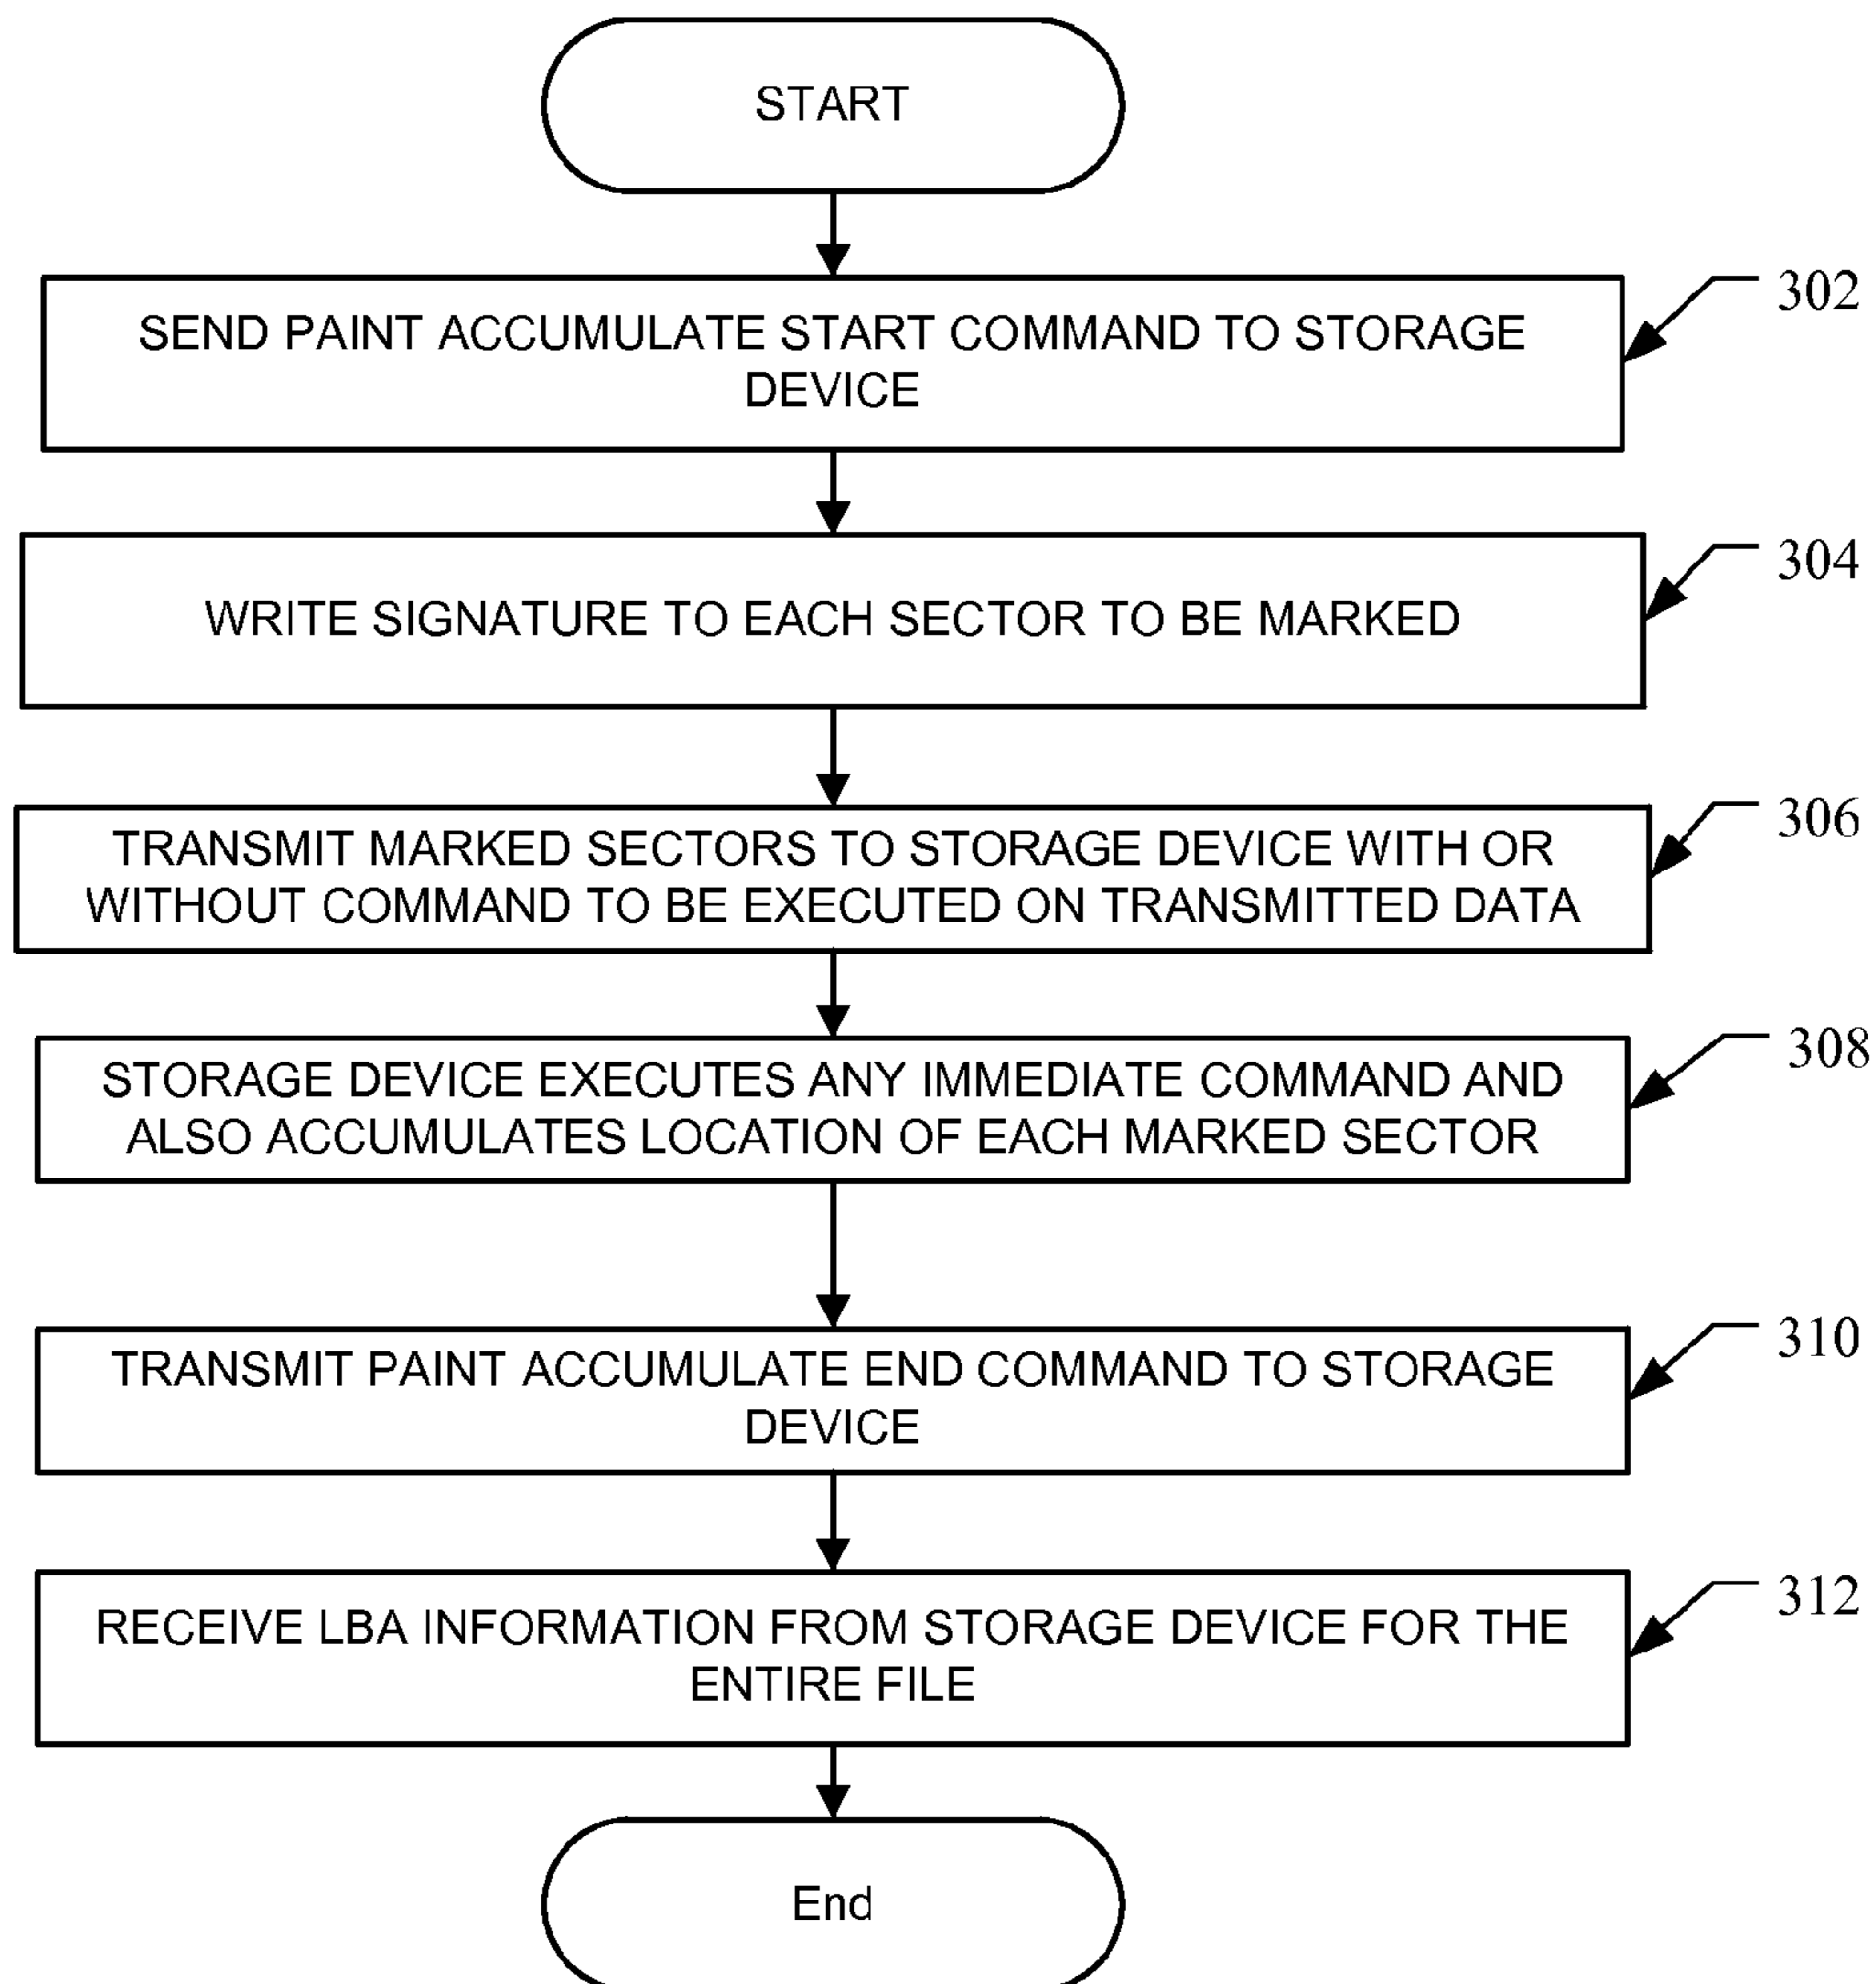 START
302
SEND PAINT ACCUMULATE START COMMAND TO STORAGE
DEVICE
304
WRITE SIGNATURE TO EACH SECTOR TO BE MARKED
306
TRANSMIT MARKED SECTORS TO STORAGE DEVICE WITH OR
WITHOUT COMMAND TO BE EXECUTED ON TRANSMITTED DATA
308
STORAGE DEVICE EXECUTES ANY IMMEDIATE COMMAND AND
ALSO ACCUMULATES LOCATION OF EACH MARKED SECTOR
310
TRANSMIT PAINT ACCUMULATE END COMMAND TO STORAGE
DEVICE
312
RECEIVE LBA INFORMATION FROM STORAGE DEVICE FOR THE
ENTIRE FILE
End